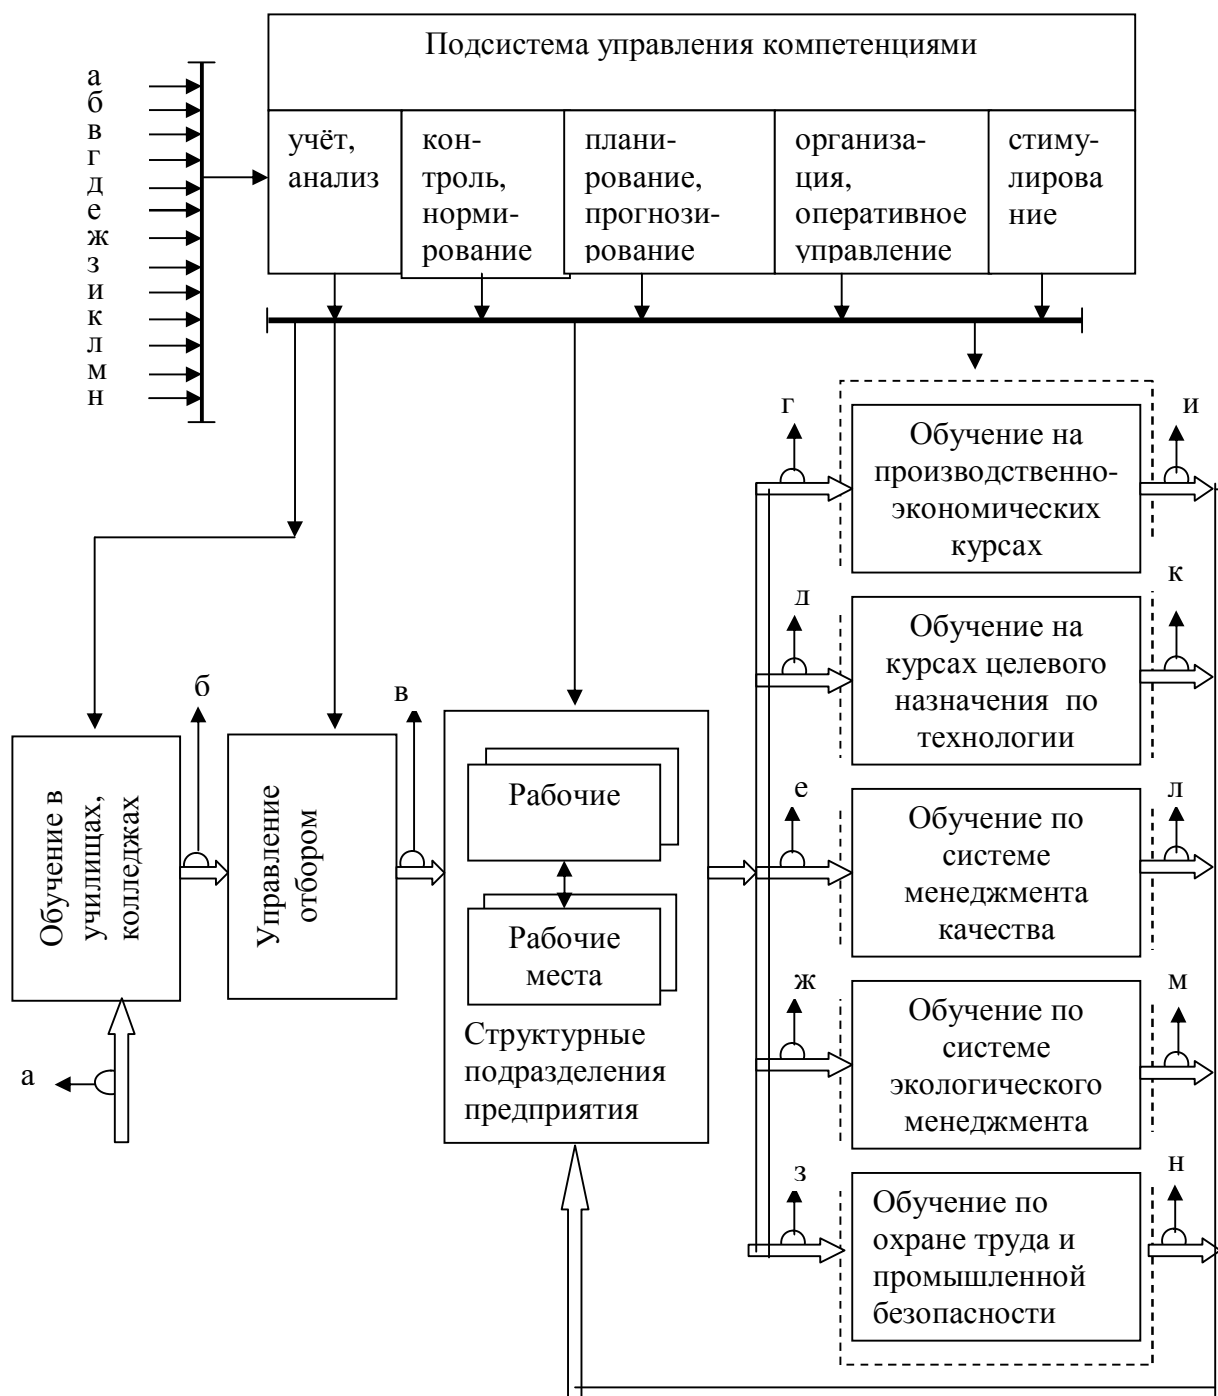 Подсистема управления компетенциями
а
б
в
г
д
е
ж
з
и
к
л
м
н
учёт,
анализ
кон-
троль,
норми-
рование
плани-
рование,
прогнози-
рование
организа-
ция,
оперативное
управление
стиму-
лирова
ние
г
Обучение на
производственно-
экономических
курсах
и
д
Обучение на
курсах целевого
назначения по
технологии
к
б
в
Обучение в
училищах,
колледжах
Управление
отбором
Рабочие
Рабочие
места
Структурные
подразделения
предприятия
а
е
Обучение по
системе
менеджмента
качества
л
ж
Обучение по
системе
экологического
менеджмента
м
з
Обучение по
охране труда и
промышленной
безопасности
н